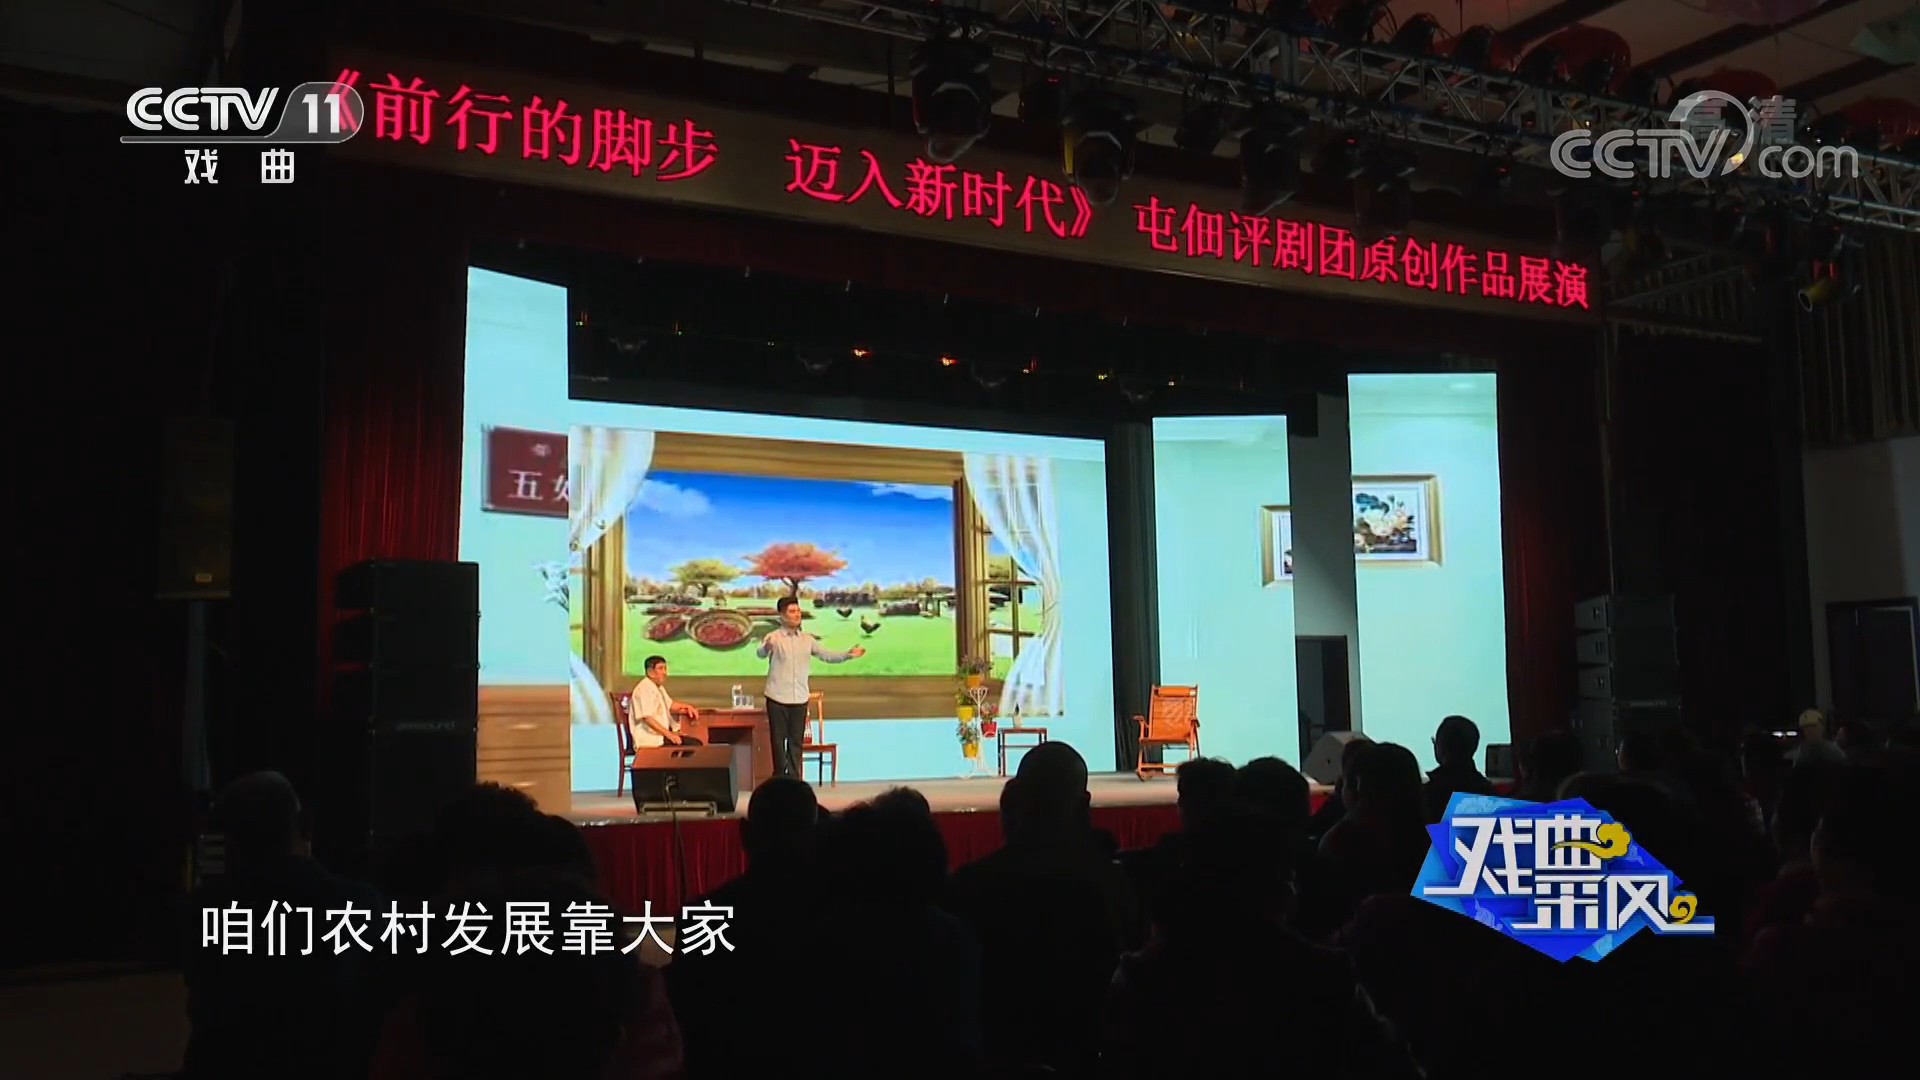 CCTV 11
戏曲
高清
CCTV.com
《前行的脚步 迈入新时代》 屯佃评剧团原创作品展演
五好
戏曲采风
咱们农村发展靠大家